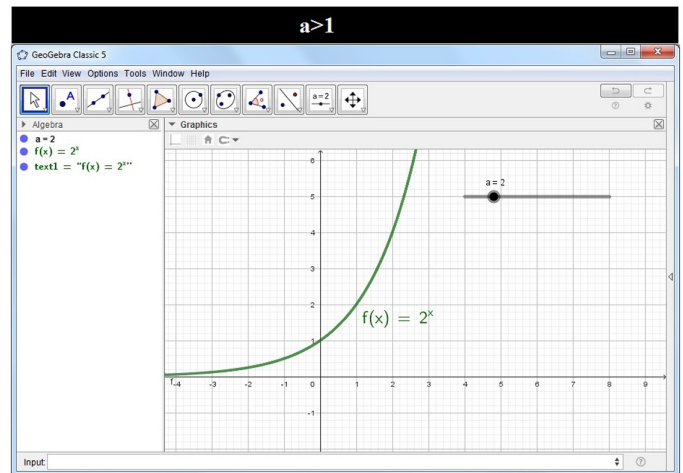 a>1
GeoGebra Classic 5
File Edit View Options Tools Window Help
A
α
a=2
Algebra
Graphics
a = 2
f(x) = 2ˣ
text1 = "f(x) = 2ˣ"
6
5
4
3
2
1
-1
-4 -3 -2 -1 0 1 2 3 4 5 6 7 8 9
f
a = 2
f(x) = 2ˣ
Input: